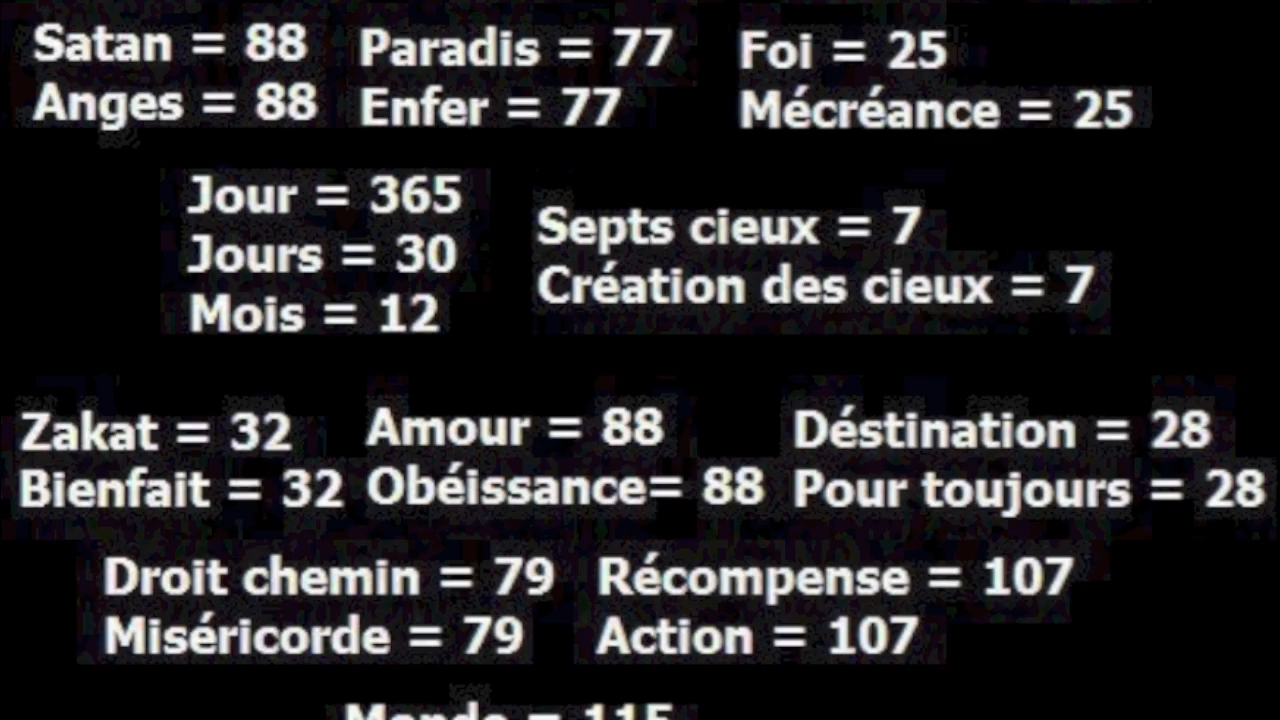 Satan = 88
Anges = 88
Paradis = 77
Enfer = 77
Foi = 25
Mécréance = 25
Jour = 365
Jours = 30
Mois = 12
Septs cieux = 7
Création des cieux = 7
Zakat = 32
Bienfait = 32
Amour = 88
Obéissance= 88
Déstination = 28
Pour toujours = 28
Droit chemin = 79
Miséricorde = 79
Récompense = 107
Action = 107
Monde = 115